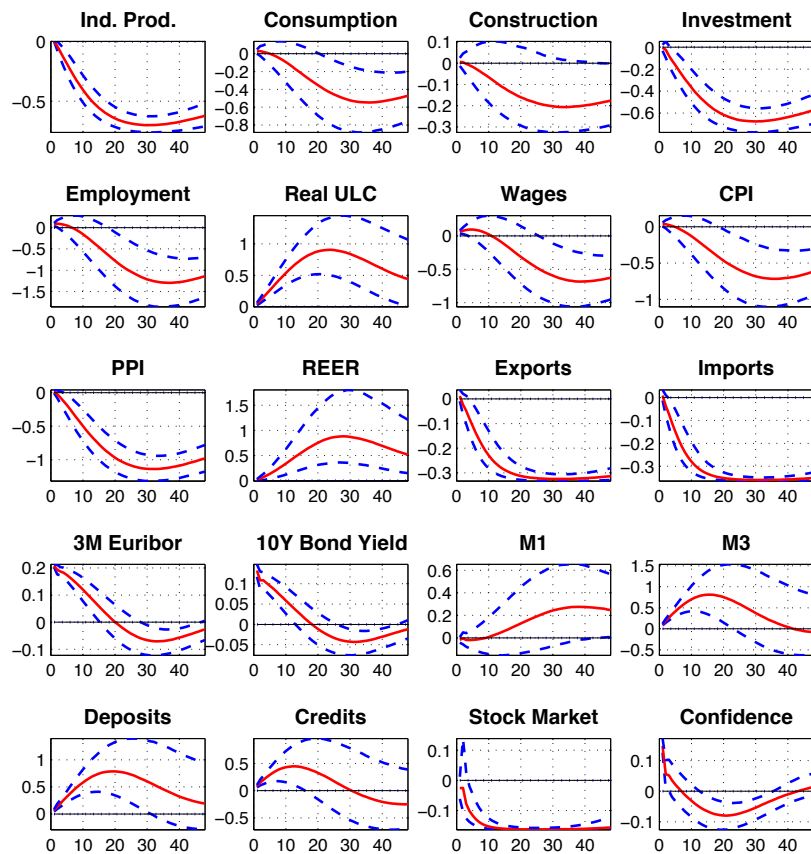 Ind. Prod. Consumption Construction Investment
0 −0.5
0 −0.2 −0.4 −0.6 −0.8
0.1 0 −0.1 −0.2 −0.3
0 −0.2 −0.4 −0.6
0 10 20 30 40 0 10 20 30 40 0 10 20 30 40 0 10 20 30 40
Employment Real ULC Wages CPI
0 −0.5 −1 −1.5
1 0.5 0
0 −0.5 −1
0 −0.5 −1
0 10 20 30 40 0 10 20 30 40 0 10 20 30 40 0 10 20 30 40
PPI REER Exports Imports
0 −0.5 −1
1.5 1 0.5 0
0 −0.1 −0.2 −0.3
0 −0.1 −0.2 −0.3
0 10 20 30 40 0 10 20 30 40 0 10 20 30 40 0 10 20 30 40
3M Euribor 10Y Bond Yield M1 M3
0.2 0.1 0 −0.1
0.1 0.05 0 −0.05
0.6 0.4 0.2 0
1.5 1 0.5 0 −0.5
0 10 20 30 40 0 10 20 30 40 0 10 20 30 40 0 10 20 30 40
Deposits Credits Stock Market Confidence
1 0.5 0
0.5 0 −0.5
0.1 0 −0.1
0.1 0 −0.1
0 10 20 30 40 0 10 20 30 40 0 10 20 30 40 0 10 20 30 40